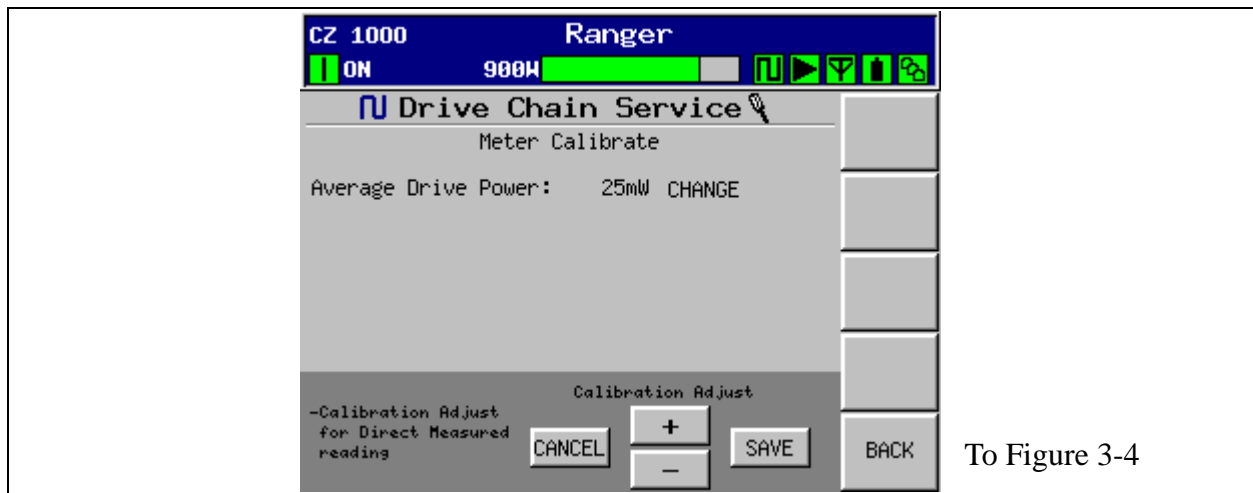 CZ 1000 Ranger
ON 900W
Drive Chain Service
Meter Calibrate
Average Drive Power: 25mW CHANGE
Calibration Adjust
-Calibration Adjust
for Direct Measured
reading
CANCEL
+
-
SAVE
BACK
To Figure 3-4